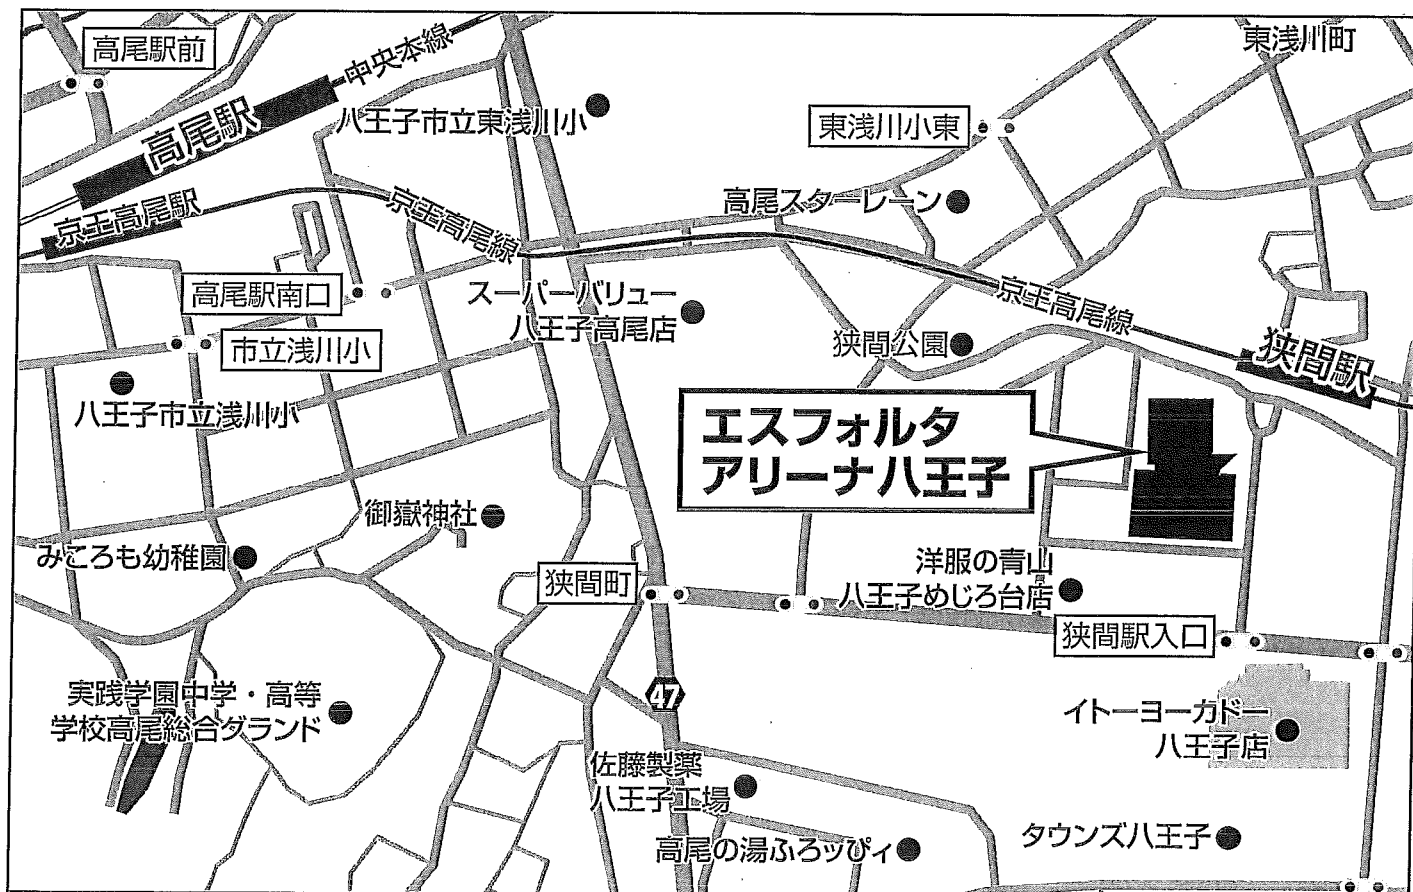 高尾駅前
中央本線
東浅川町
高尾駅
八王子市立東浅川小
東浅川小東
京王高尾駅
京王高尾線
高尾スターレーン
高尾駅南口
スーパーバリュー
八王子高尾店
京王高尾線
市立浅川小
狭間公園
狭間駅
八王子市立浅川小
エスフォルタ
アリーナ八王子
御嶽神社
みころも幼稚園
狭間町
洋服の青山
八王子めじろ台店
狭間駅入口
実践学園中学・高等
学校高尾総合グランド
47
イトーヨーカドー
八王子店
佐藤製薬
八王子工場
タウンズ八王子
高尾の湯ふろッぴィ